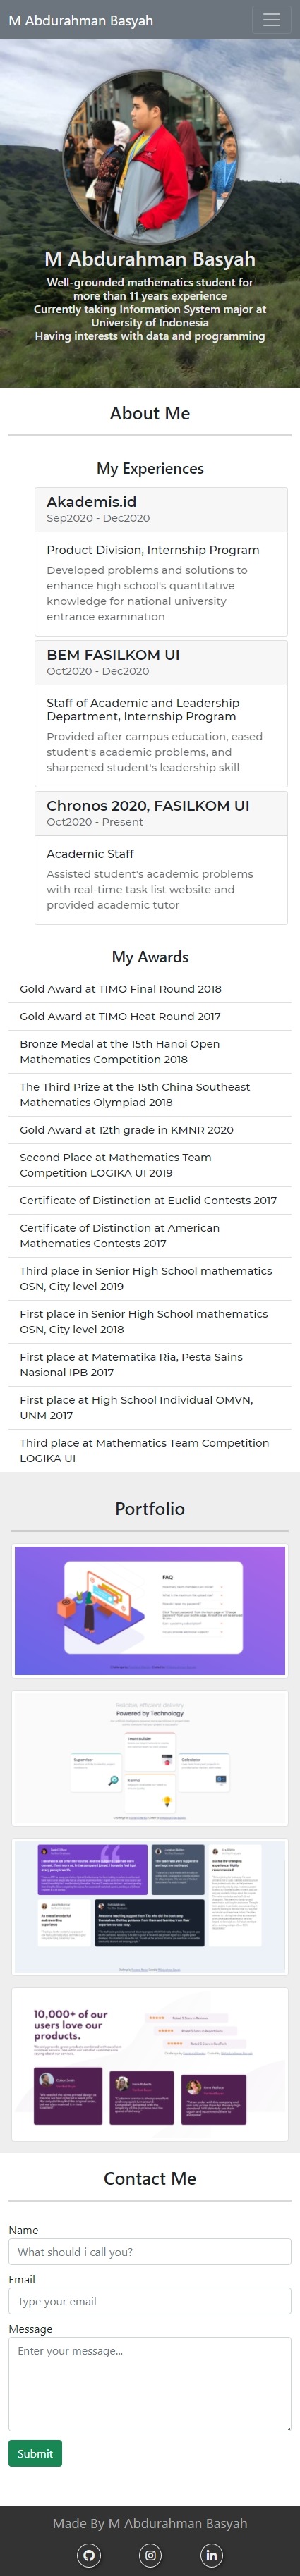 M Abdurahman Basyah
M Abdurahman Basyah
Well-grounded mathematics student for
more than 11 years experience
Currently taking Information System major at
University of Indonesia
Having interests with data and programming
About Me
My Experiences
Akademis.id
Sep2020 - Dec2020
Product Division, Internship Program
Developed problems and solutions to
enhance high school's quantitative
knowledge for national university
entrance examination
BEM FASILKOM UI
Oct2020 - Dec2020
Staff of Academic and Leadership
Department, Internship Program
Provided after campus education, eased
student's academic problems, and
sharpened student's leadership skill
Chronos 2020, FASILKOM UI
Oct2020 - Present
Academic Staff
Assisted student's academic problems
with real-time task list website and
provided academic tutor
My Awards
Gold Award at TIMO Final Round 2018
Gold Award at TIMO Heat Round 2017
Bronze Medal at the 15th Hanoi Open
Mathematics Competition 2018
The Third Prize at the 15th China Southeast
Mathematics Olympiad 2018
Gold Award at 12th grade in KMNR 2020
Second Place at Mathematics Team
Competition LOGIKA UI 2019
Certificate of Distinction at Euclid Contests 2017
Certificate of Distinction at American
Mathematics Contests 2017
Third place in Senior High School mathematics
OSN, City level 2019
First place in Senior High School mathematics
OSN, City level 2018
First place at Matematika Ria, Pesta Sains
Nasional IPB 2017
First place at High School Individual OMVN,
UNM 2017
Third place at Mathematics Team Competition
LOGIKA UI
Portfolio
FAQ
Reliable, efficient delivery
Powered by Technology
Supervisor
Team Builder
Calculator
Karma
10,000+ of our
users love our
products.
Contact Me
Name
What should i call you?
Email
Type your email
Message
Enter your message...
Submit
Made By M Abdurahman Basyah